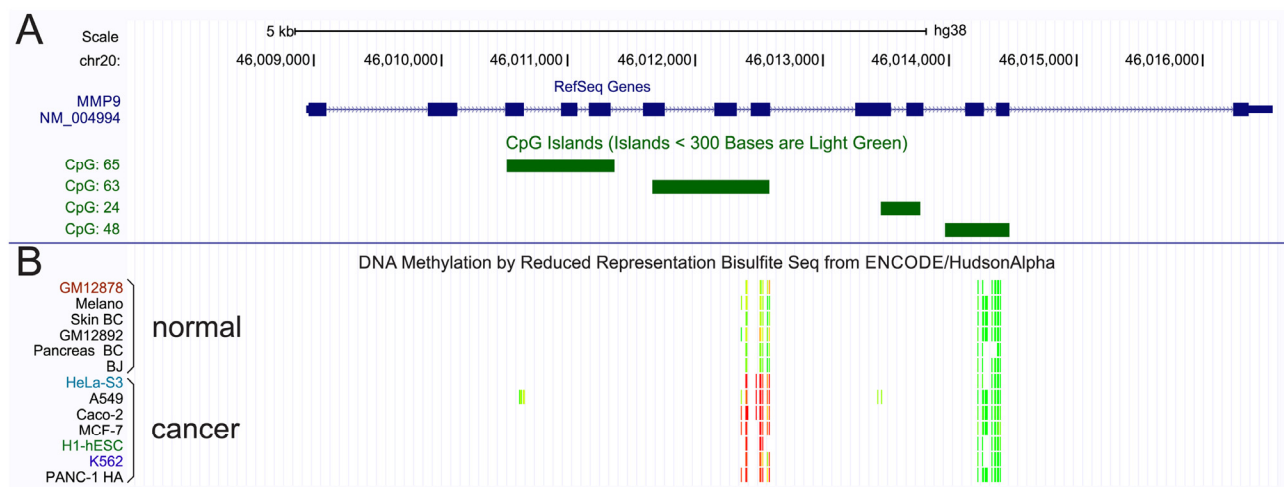 A
Scale 5 kb hg38
chr20: 46,009,000 46,010,000 46,011,000 46,012,000 46,013,000 46,014,000 46,015,000 46,016,000
RefSeq Genes
MMP9
NM_004994
CpG Islands (Islands < 300 Bases are Light Green)
CpG: 65
CpG: 63
CpG: 24
CpG: 48
B
DNA Methylation by Reduced Representation Bisulfite Seq from ENCODE/HudsonAlpha
GM12878
Melano
Skin BC
normal
GM12892
Pancreas BC
BJ
HeLa-S3
A549
Caco-2
cancer
MCF-7
H1-hESC
K562
PANC-1 HA